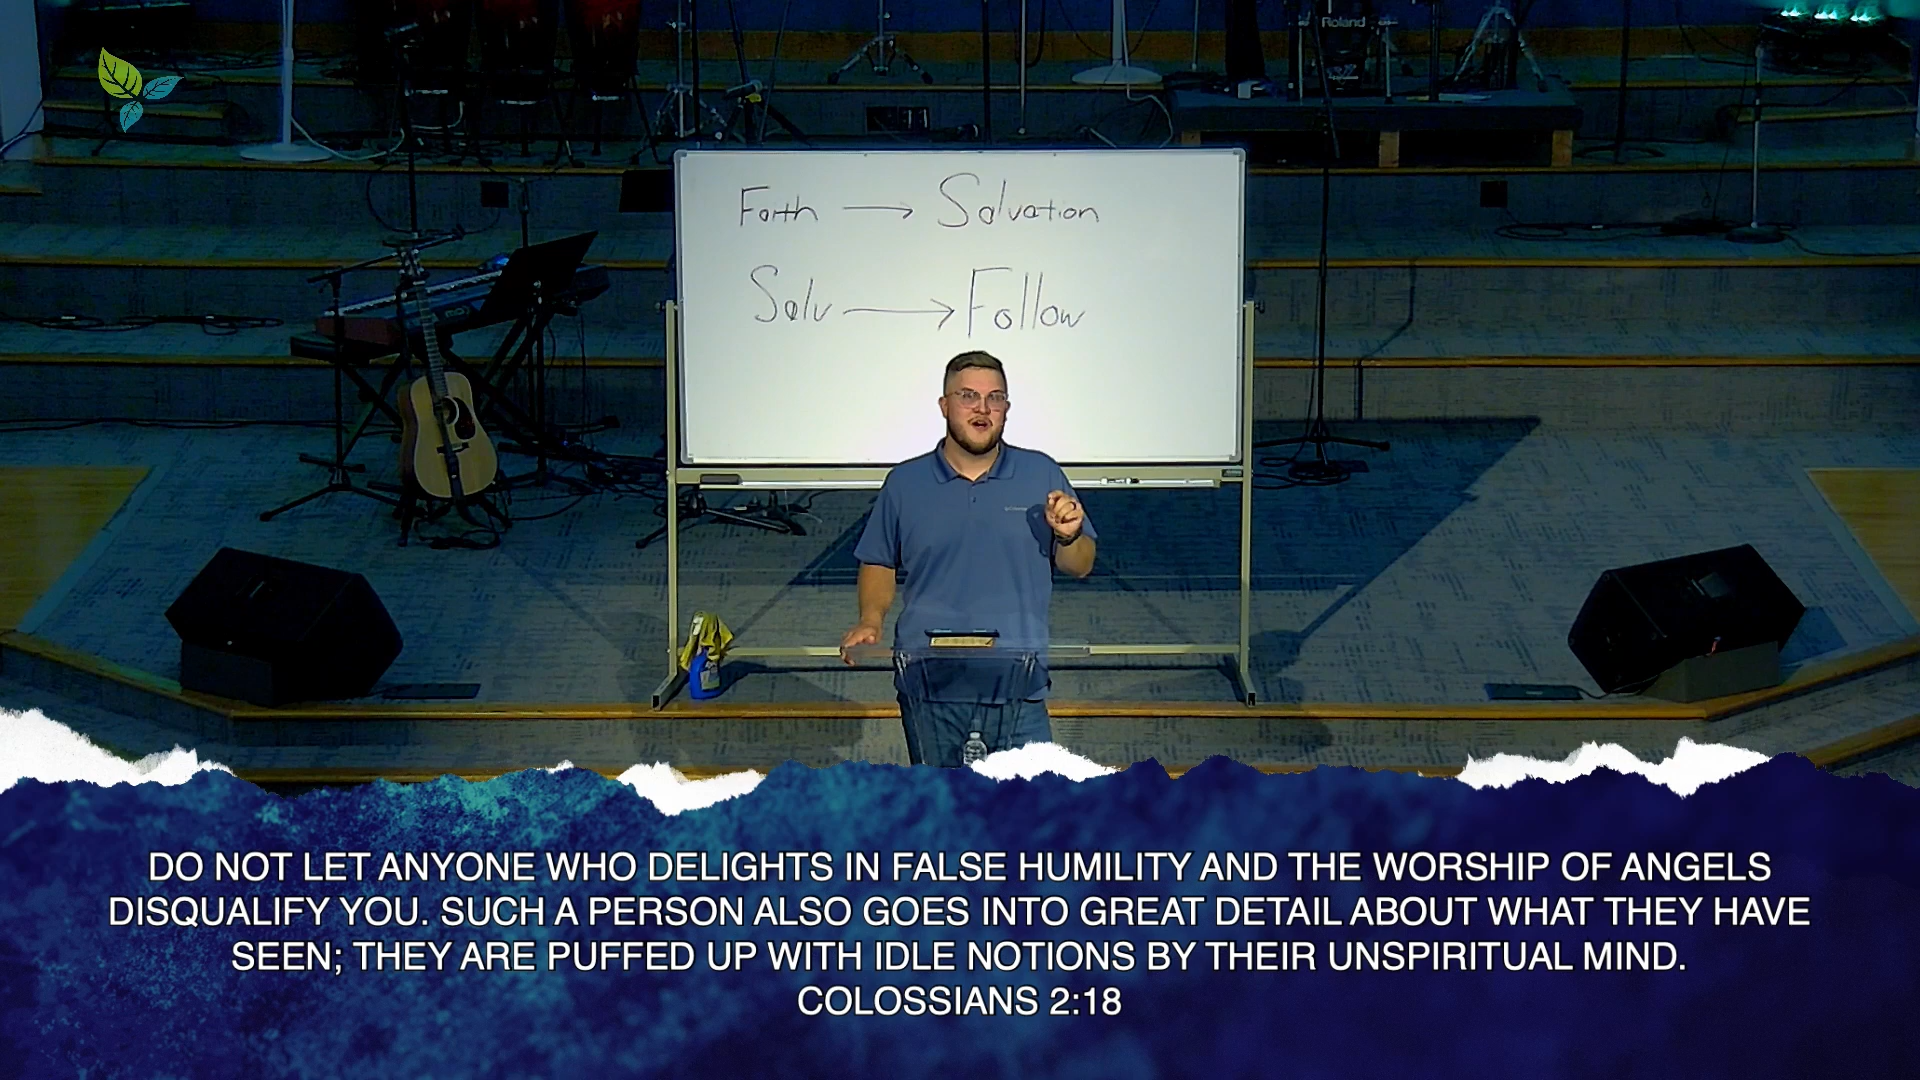 Roland
Faith → Salvation
Salv → Follow
DO NOT LET ANYONE WHO DELIGHTS IN FALSE HUMILITY AND THE WORSHIP OF ANGELS
DISQUALIFY YOU. SUCH A PERSON ALSO GOES INTO GREAT DETAIL ABOUT WHAT THEY HAVE
SEEN; THEY ARE PUFFED UP WITH IDLE NOTIONS BY THEIR UNSPIRITUAL MIND.
COLOSSIANS 2:18